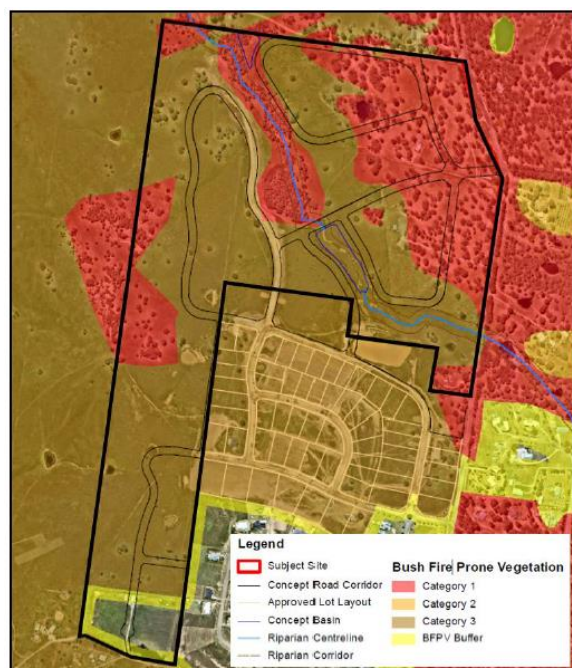 Legend
Subject Site
Concept Road Corridor
Approved Lot Layout
Concept Basin
Riparian Centreline
Riparian Corridor
Bush Fire Prone Vegetation
Category 1
Category 2
Category 3
BFPV Buffer